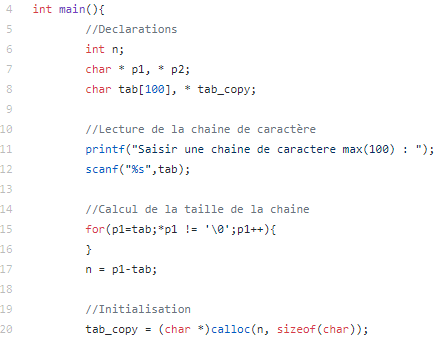 4 int main(){
5 //Declarations
6 int n;
7 char * p1, * p2;
8 char tab[100], * tab_copy;
9
10 //Lecture de la chaine de caractère
11 printf("Saisir une chaine de caractere max(100) : ");
12 scanf("%s",tab);
13
14 //Calcul de la taille de la chaine
15 for(p1=tab;*p1 != '\0';p1++){
16 }
17 n = p1-tab;
18
19 //Initialisation
20 tab_copy = (char *)calloc(n, sizeof(char));